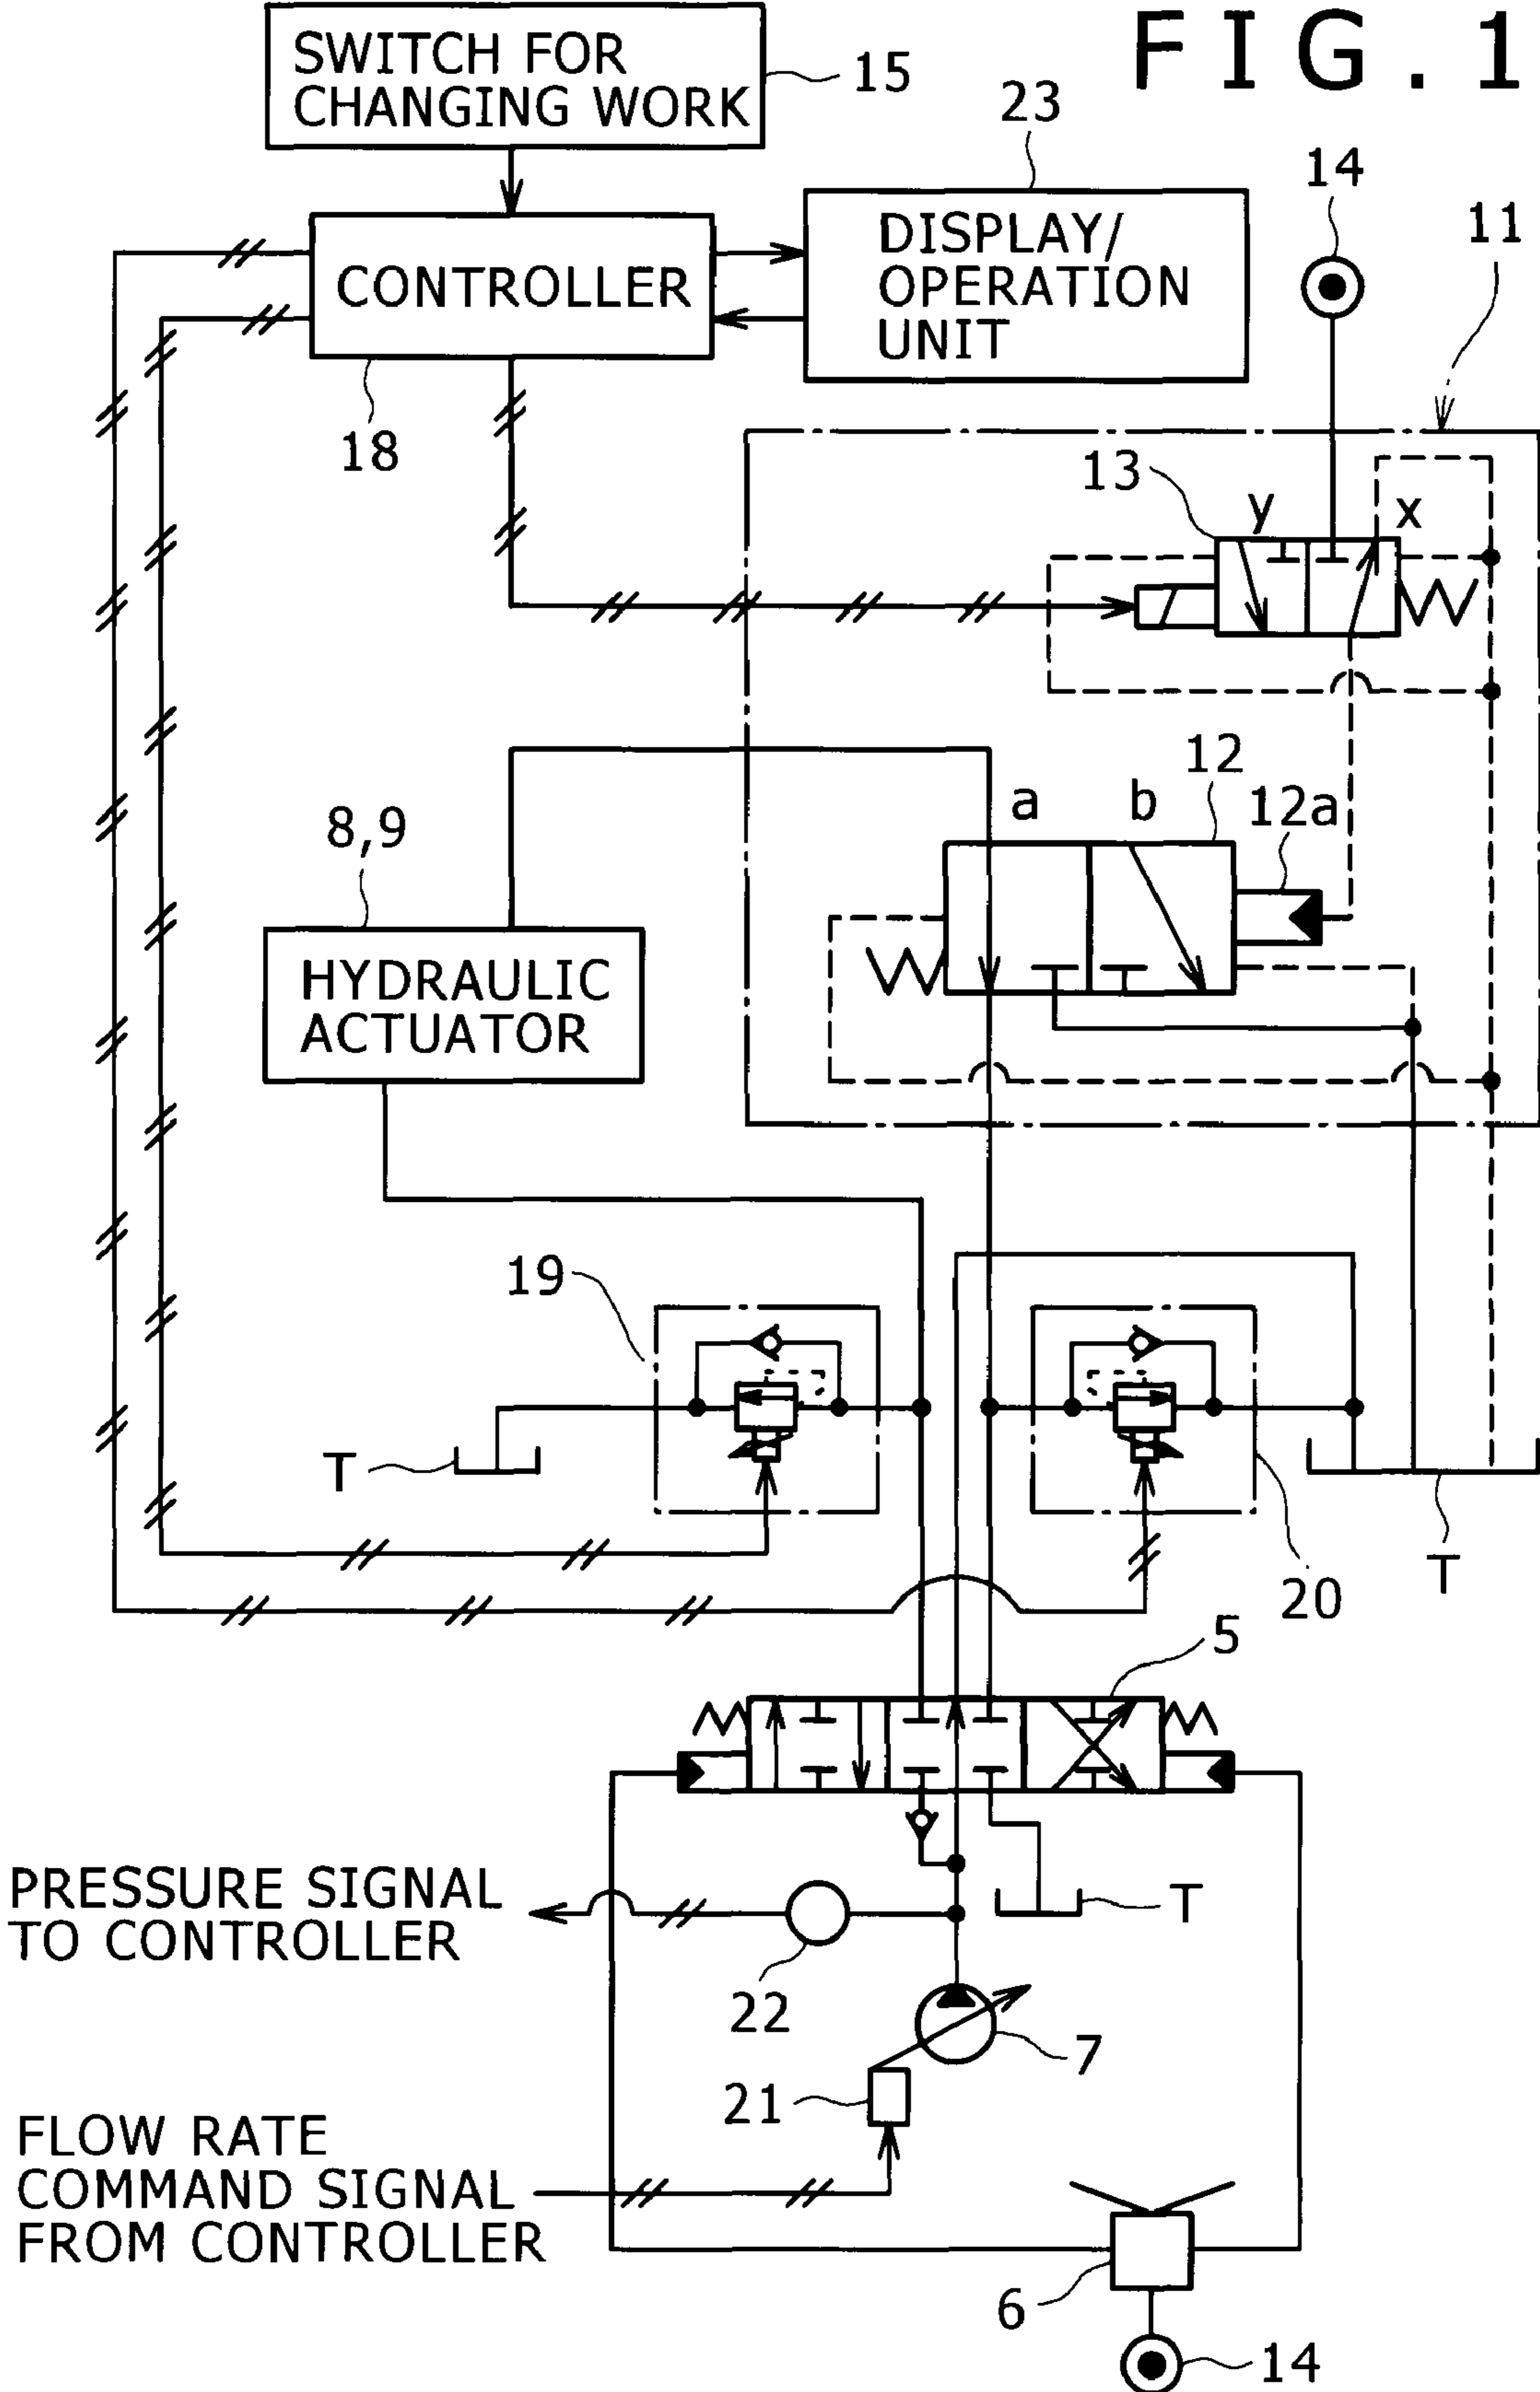 FIG.1
SWITCH FOR
CHANGING WORK
15
23
14
11
CONTROLLER
DISPLAY/
OPERATION
UNIT
18
13
y
x
12
a
b
12a
8,9
HYDRAULIC
ACTUATOR
19
T
20
T
5
PRESSURE SIGNAL
TO CONTROLLER
T
22
7
21
FLOW RATE
COMMAND SIGNAL
FROM CONTROLLER
6
14